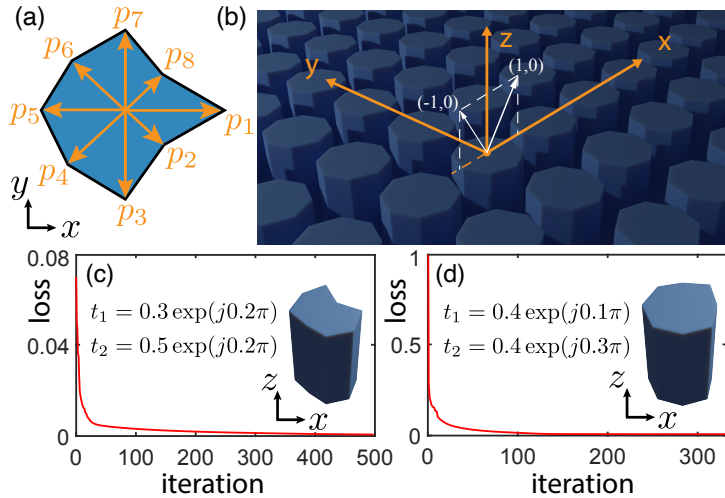 (a)
p₇
p₆
p₈
p₅
p₁
p₄
p₂
p₃
y
x
(b)
z
x
y
(1,0)
(-1,0)
(c)
0.08
0.04
0
loss
t₁ = 0.3 exp(j0.2π)
t₂ = 0.5 exp(j0.2π)
z
x
0 100 200 300 400 500
iteration
(d)
1
0.5
0
loss
t₁ = 0.4 exp(j0.1π)
t₂ = 0.4 exp(j0.3π)
z
x
0 100 200 300
iteration